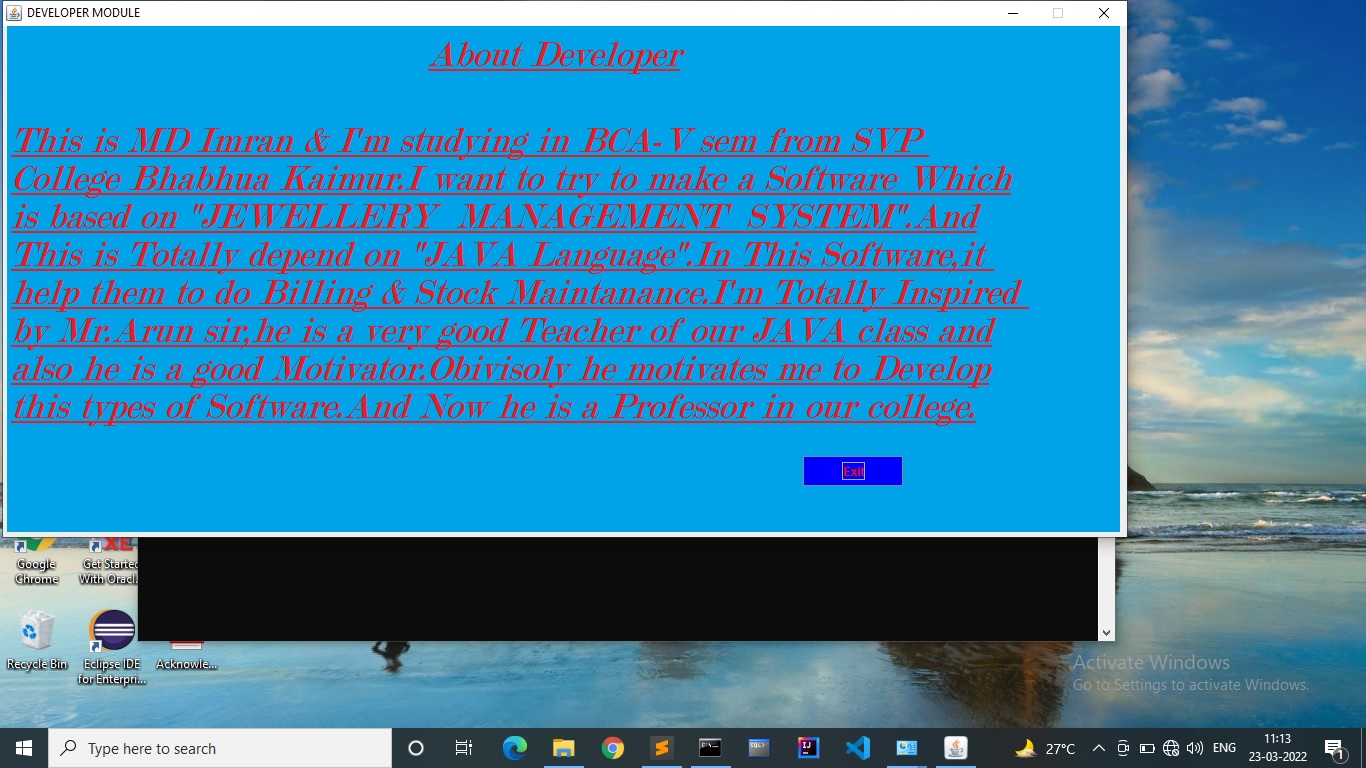 DEVELOPER MODULE
About Developer
This is MD Imran & I'm studying in BCA-V sem from SVP
College Bhabhua Kaimur.I want to try to make a Software Which
is based on "JEWELLERY MANAGEMENT SYSTEM".And
This is Totally depend on "JAVA Language".In This Software,it
help them to do Billing & Stock Maintanance.I'm Totally Inspired
by Mr.Arun sir,he is a very good Teacher of our JAVA class and
also he is a good Motivator.Obivisoly he motivates me to Develop
this types of Software.And Now he is a Professor in our college.
Exit
Google
Chrome
Get Started
With Oracl...
Recycle Bin
Eclipse IDE
for Enterpri...
Acknowle...
Activate Windows
Go to Settings to activate Windows.
Type here to search
27°C
ENG
11:13
23-03-2022
1